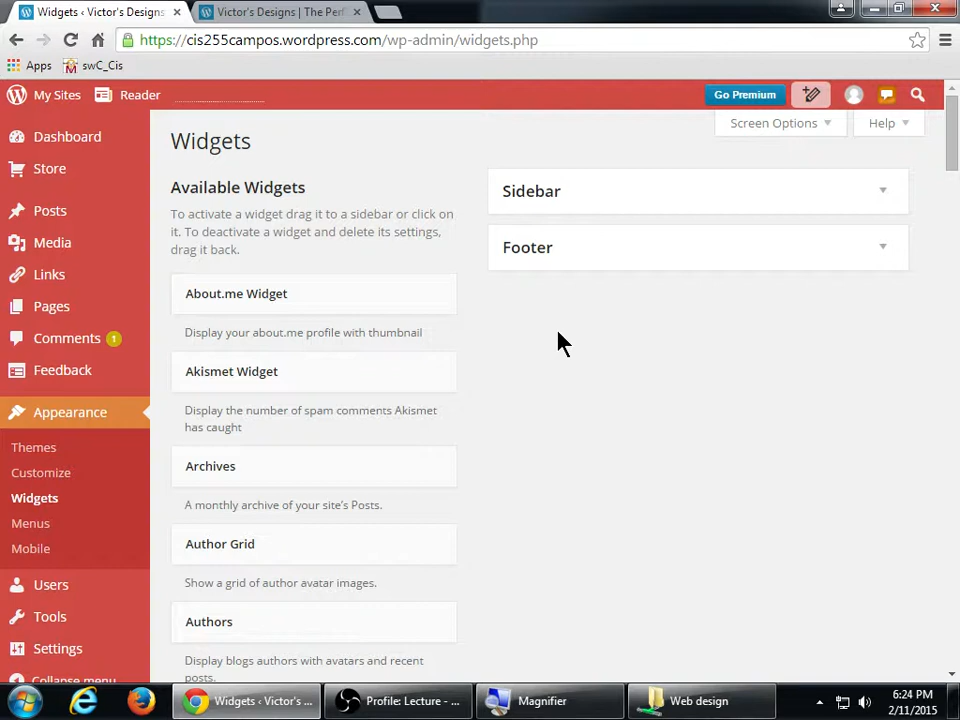 Widgets ‹ Victor's Designs
Victor's Designs | The Perf
https://cis255campos.wordpress.com/wp-admin/widgets.php
Apps
swC_Cis
My Sites
Reader
Go Premium
Screen Options
Help
Dashboard
Store
Posts
Media
Links
Pages
Comments 1
Feedback
Appearance
Themes
Customize
Widgets
Menus
Mobile
Users
Tools
Settings
Collapse menu
Widgets
Available Widgets
To activate a widget drag it to a sidebar or click on
it. To deactivate a widget and delete its settings,
drag it back.
About.me Widget
Display your about.me profile with thumbnail
Akismet Widget
Display the number of spam comments Akismet
has caught
Archives
A monthly archive of your site's Posts.
Author Grid
Show a grid of author avatar images.
Authors
Display blogs authors with avatars and recent
posts.
Sidebar
Footer
Widgets ‹ Victor's ...
Profile: Lecture - ...
Magnifier
Web design
6:24 PM
2/11/2015